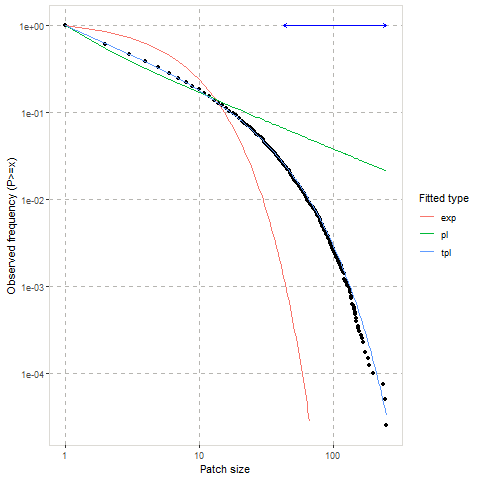 1e+00
1e-01
1e-02
1e-03
1e-04
Observed frequency (P>=x)
1
10
100
Patch size
Fitted type
exp
pl
tpl